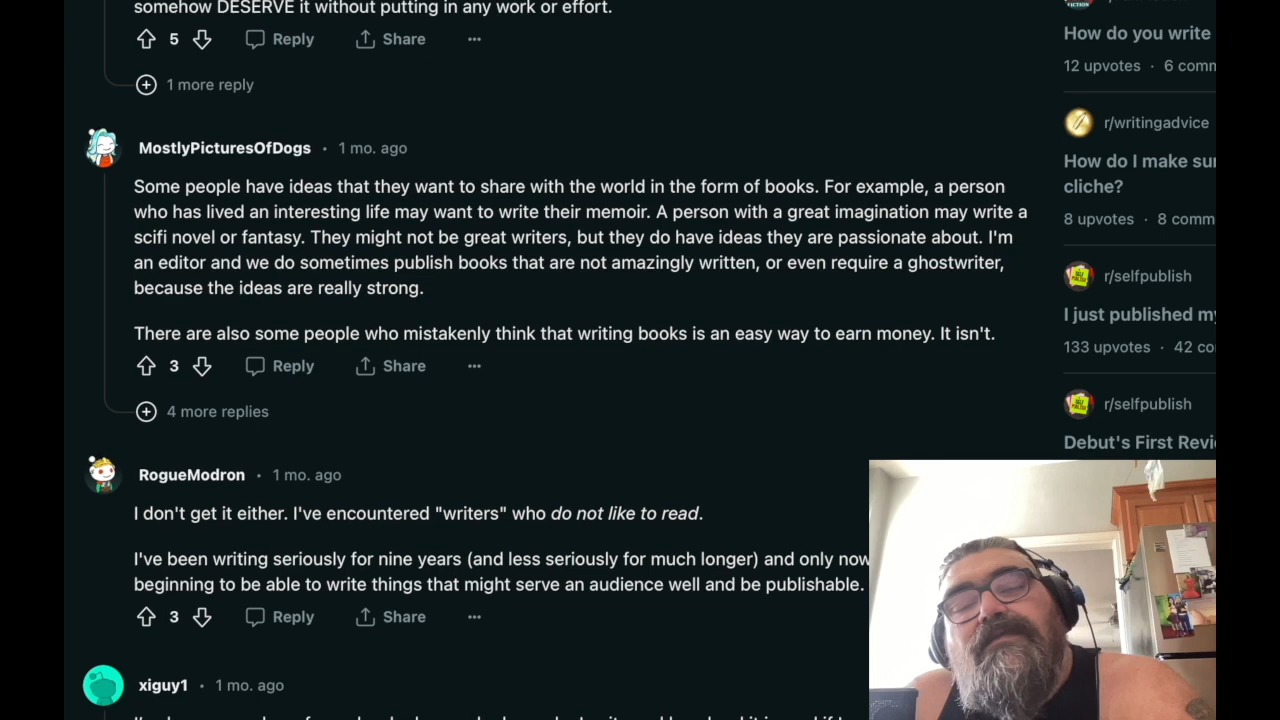 somehow DESERVE it without putting in any work or effort.
5 Reply Share
1 more reply
MostlyPicturesOfDogs · 1 mo. ago
Some people have ideas that they want to share with the world in the form of books. For example, a person
who has lived an interesting life may want to write their memoir. A person with a great imagination may write a
scifi novel or fantasy. They might not be great writers, but they do have ideas they are passionate about. I'm
an editor and we do sometimes publish books that are not amazingly written, or even require a ghostwriter,
because the ideas are really strong.
There are also some people who mistakenly think that writing books is an easy way to earn money. It isn't.
3 Reply Share
4 more replies
RogueModron · 1 mo. ago
I don't get it either. I've encountered "writers" who do not like to read.
I've been writing seriously for nine years (and less seriously for much longer) and only now
beginning to be able to write things that might serve an audience well and be publishable.
3 Reply Share
xiguy1 · 1 mo. ago
How do you write
12 upvotes · 6 comm
r/writingadvice
How do I make sur
cliche?
8 upvotes · 8 comm
r/selfpublish
I just published my
133 upvotes · 42 co
r/selfpublish
Debut's First Revi